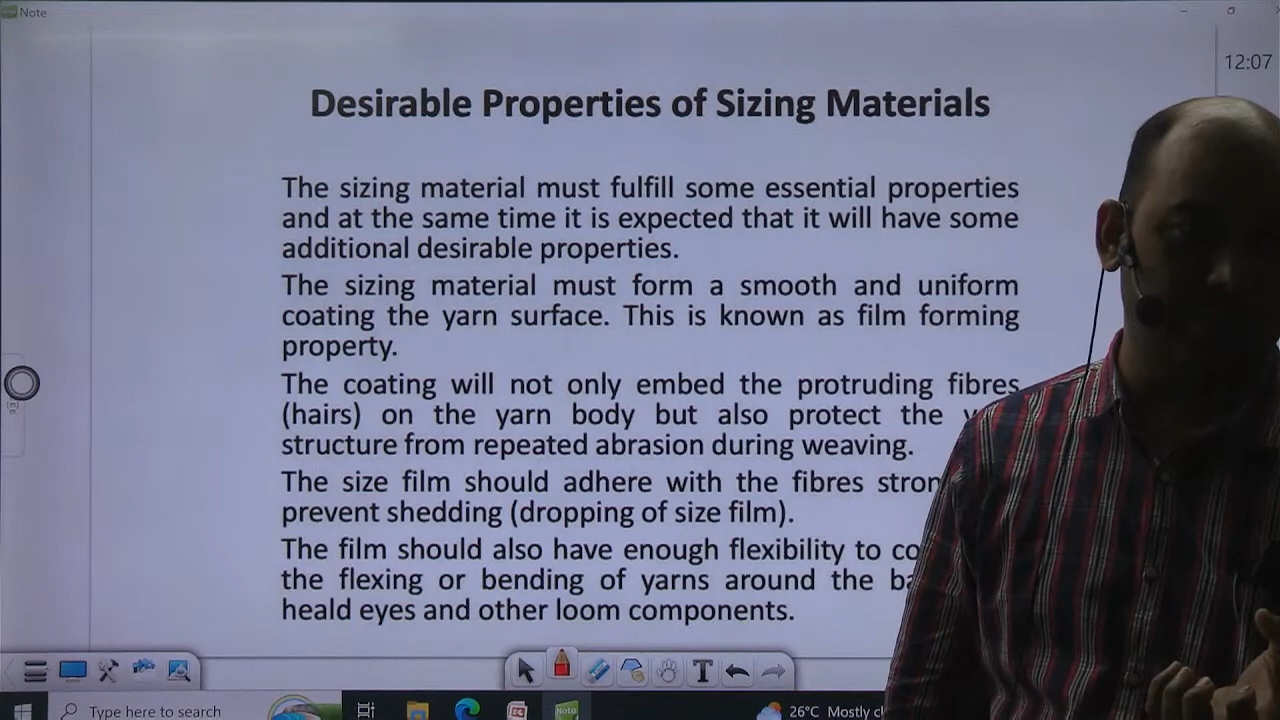 Note
12:07
Desirable Properties of Sizing Materials
The sizing material must fulfill some essential properties
and at the same time it is expected that it will have some
additional desirable properties.
The sizing material must form a smooth and uniform
coating the yarn surface. This is known as film forming
property.
The coating will not only embed the protruding fibres
(hairs) on the yarn body but also protect the
structure from repeated abrasion during weaving.
The size film should adhere with the fibres
prevent shedding (dropping of size film).
The film should also have enough flexibility to
the flexing or bending of yarns around the
heald eyes and other loom components.
T
Type here to search
Note
26°C Mostly